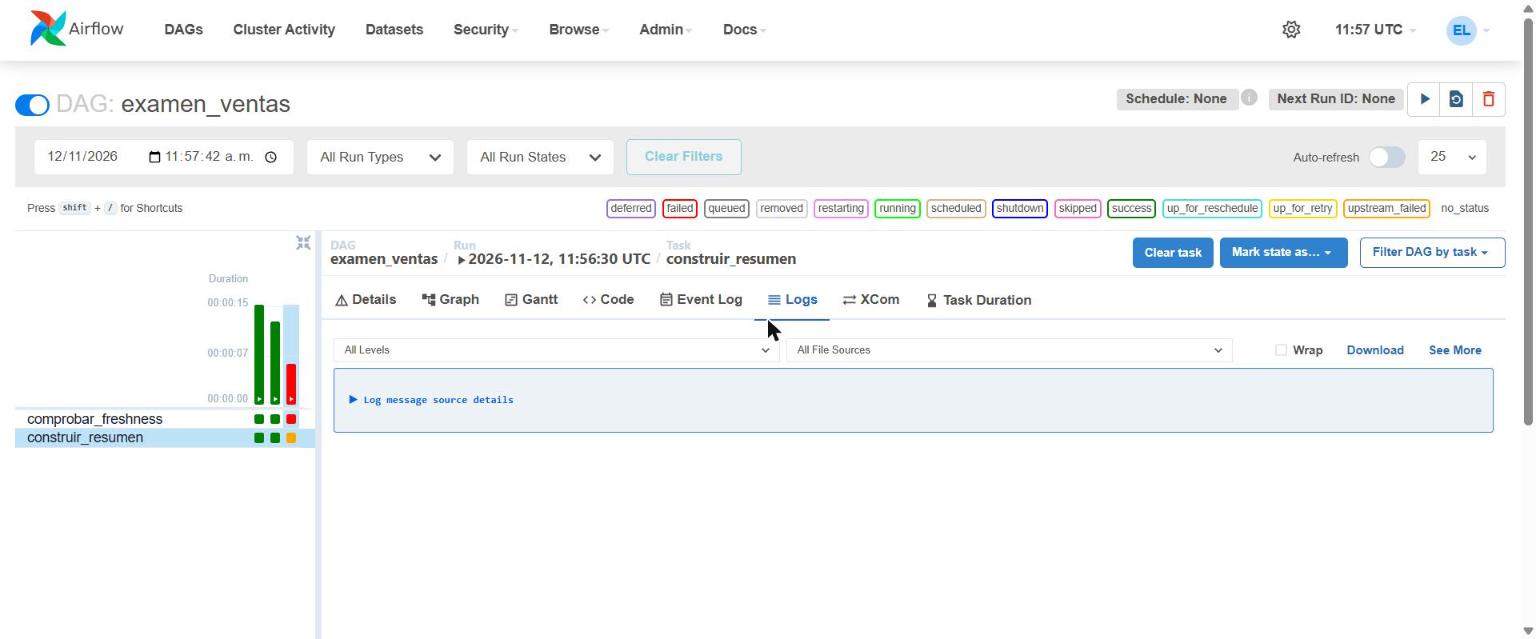 Airflow DAGs Cluster Activity Datasets Security Browse Admin Docs 11:57 UTC EL
DAG: examen_ventas Schedule: None i Next Run ID: None
12/11/2026 11:57:42 a. m. All Run Types All Run States Clear Filters Auto-refresh 25
Press shift + / for Shortcuts deferred failed queued removed restarting running scheduled shutdown skipped success up_for_reschedule up_for_retry upstream_failed no_status
DAG Run Task
examen_ventas / 2026-11-12, 11:56:30 UTC / construir_resumen Clear task Mark state as... Filter DAG by task
Duration
00:00:15
00:00:07
00:00:00
comprobar_freshness
construir_resumen
Details Graph Gantt Code Event Log Logs XCom Task Duration
All Levels All File Sources Wrap Download See More
Log message source details